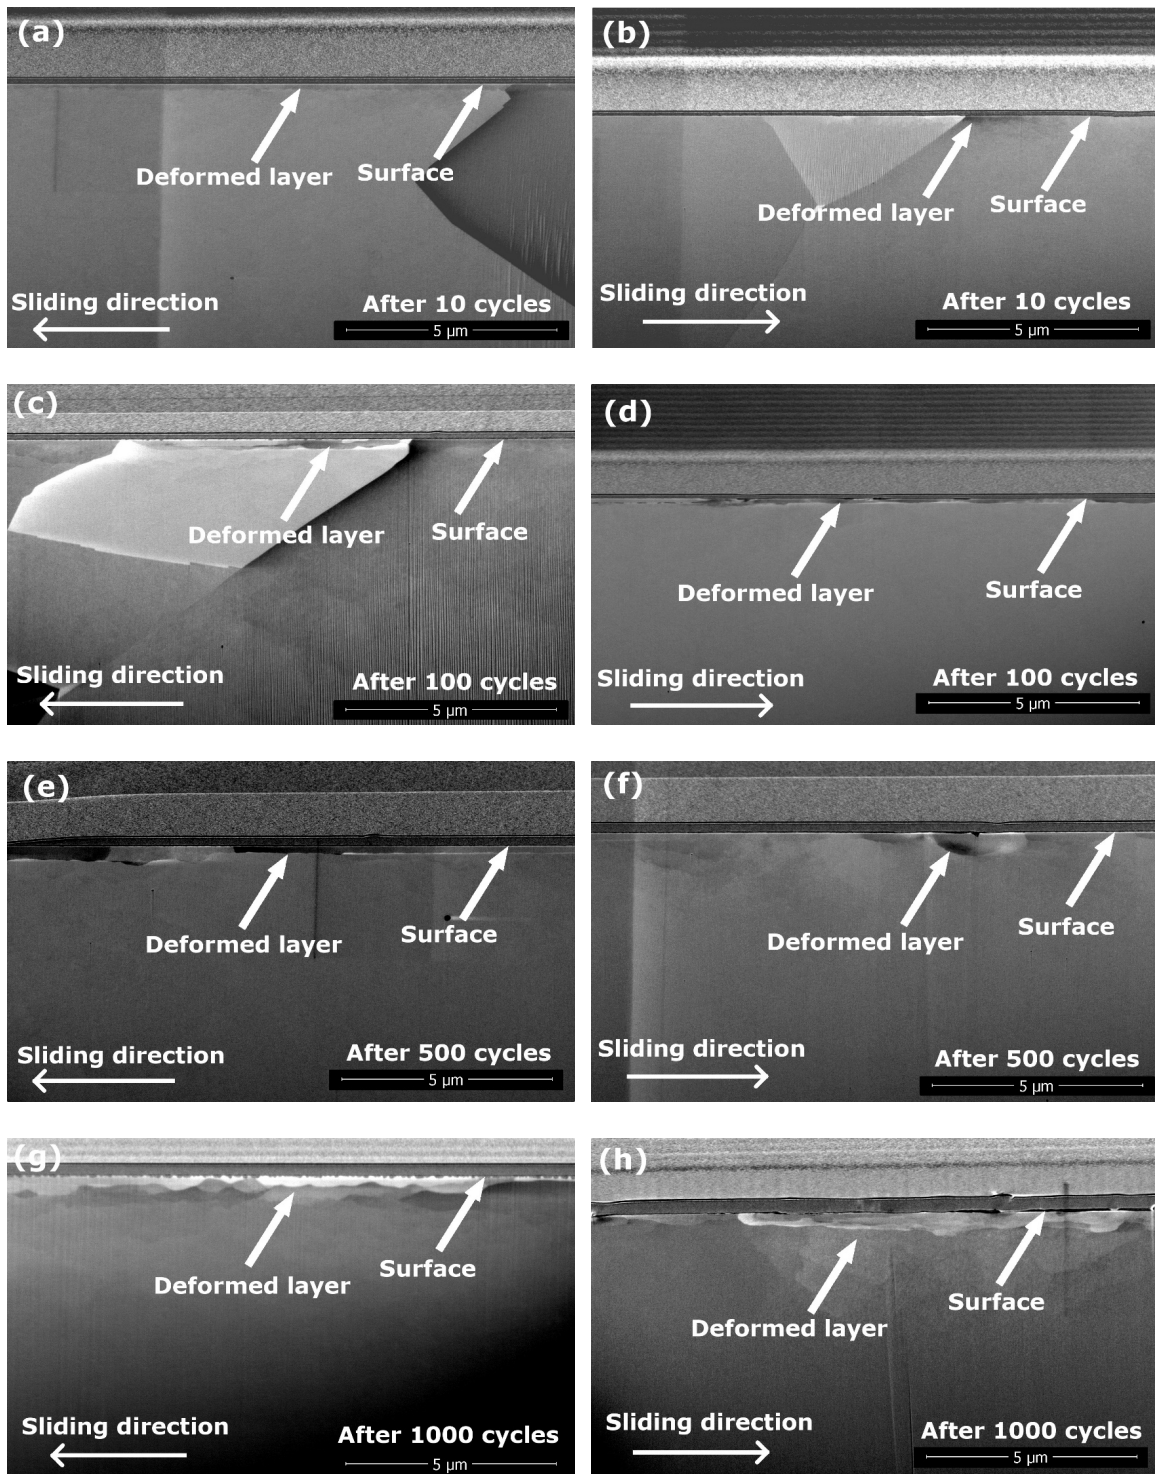 (a)
Deformed layer
Surface
Sliding direction
After 10 cycles
5 µm
(b)
Deformed layer
Surface
Sliding direction
After 10 cycles
5 µm
(c)
Deformed layer
Surface
Sliding direction
After 100 cycles
5 µm
(d)
Deformed layer
Surface
Sliding direction
After 100 cycles
5 µm
(e)
Deformed layer
Surface
Sliding direction
After 500 cycles
5 µm
(f)
Deformed layer
Surface
Sliding direction
After 500 cycles
5 µm
(g)
Deformed layer
Surface
Sliding direction
After 1000 cycles
5 µm
(h)
Deformed layer
Surface
Sliding direction
After 1000 cycles
5 µm